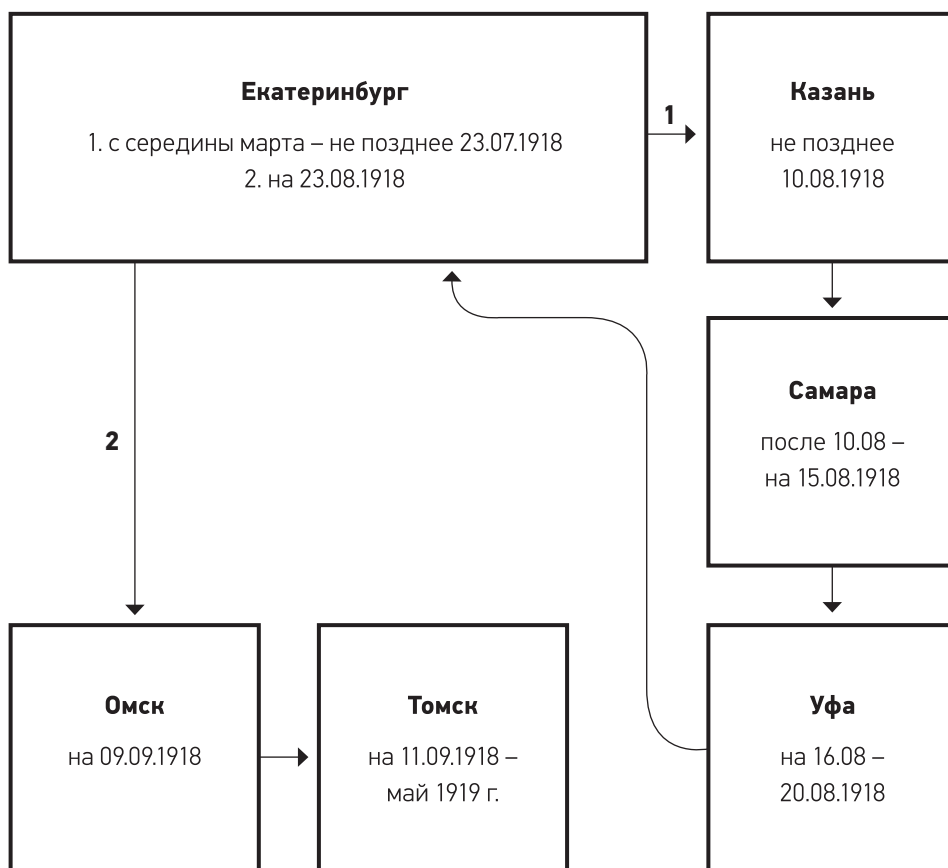 Екатеринбург
1. с середины марта – не позднее 23.07.1918
2. на 23.08.1918
1
Казань
не позднее
10.08.1918
Самара
после 10.08 –
на 15.08.1918
2
Омск
на 09.09.1918
Томск
на 11.09.1918 –
май 1919 г.
Уфа
на 16.08 –
20.08.1918